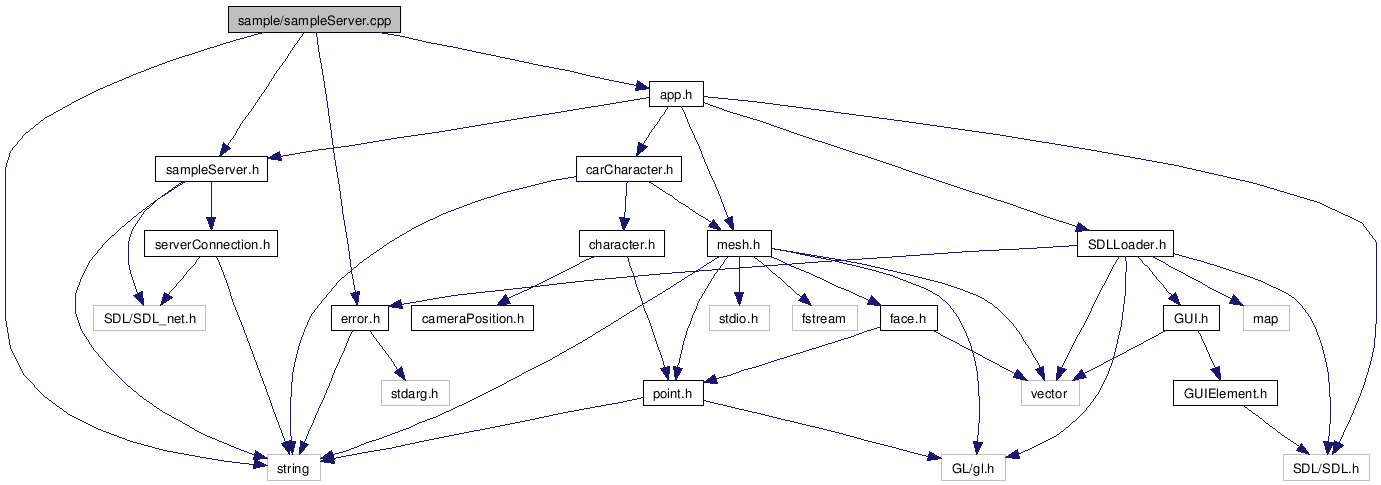 sample/sampleServer.cpp
app.h
sampleServer.h
carCharacter.h
serverConnection.h
character.h
mesh.h
SDLLoader.h
SDL/SDL_net.h
error.h
cameraPosition.h
stdio.h
fstream
face.h
GUI.h
map
stdarg.h
point.h
vector
GUIElement.h
string
GL/gl.h
SDL/SDL.h